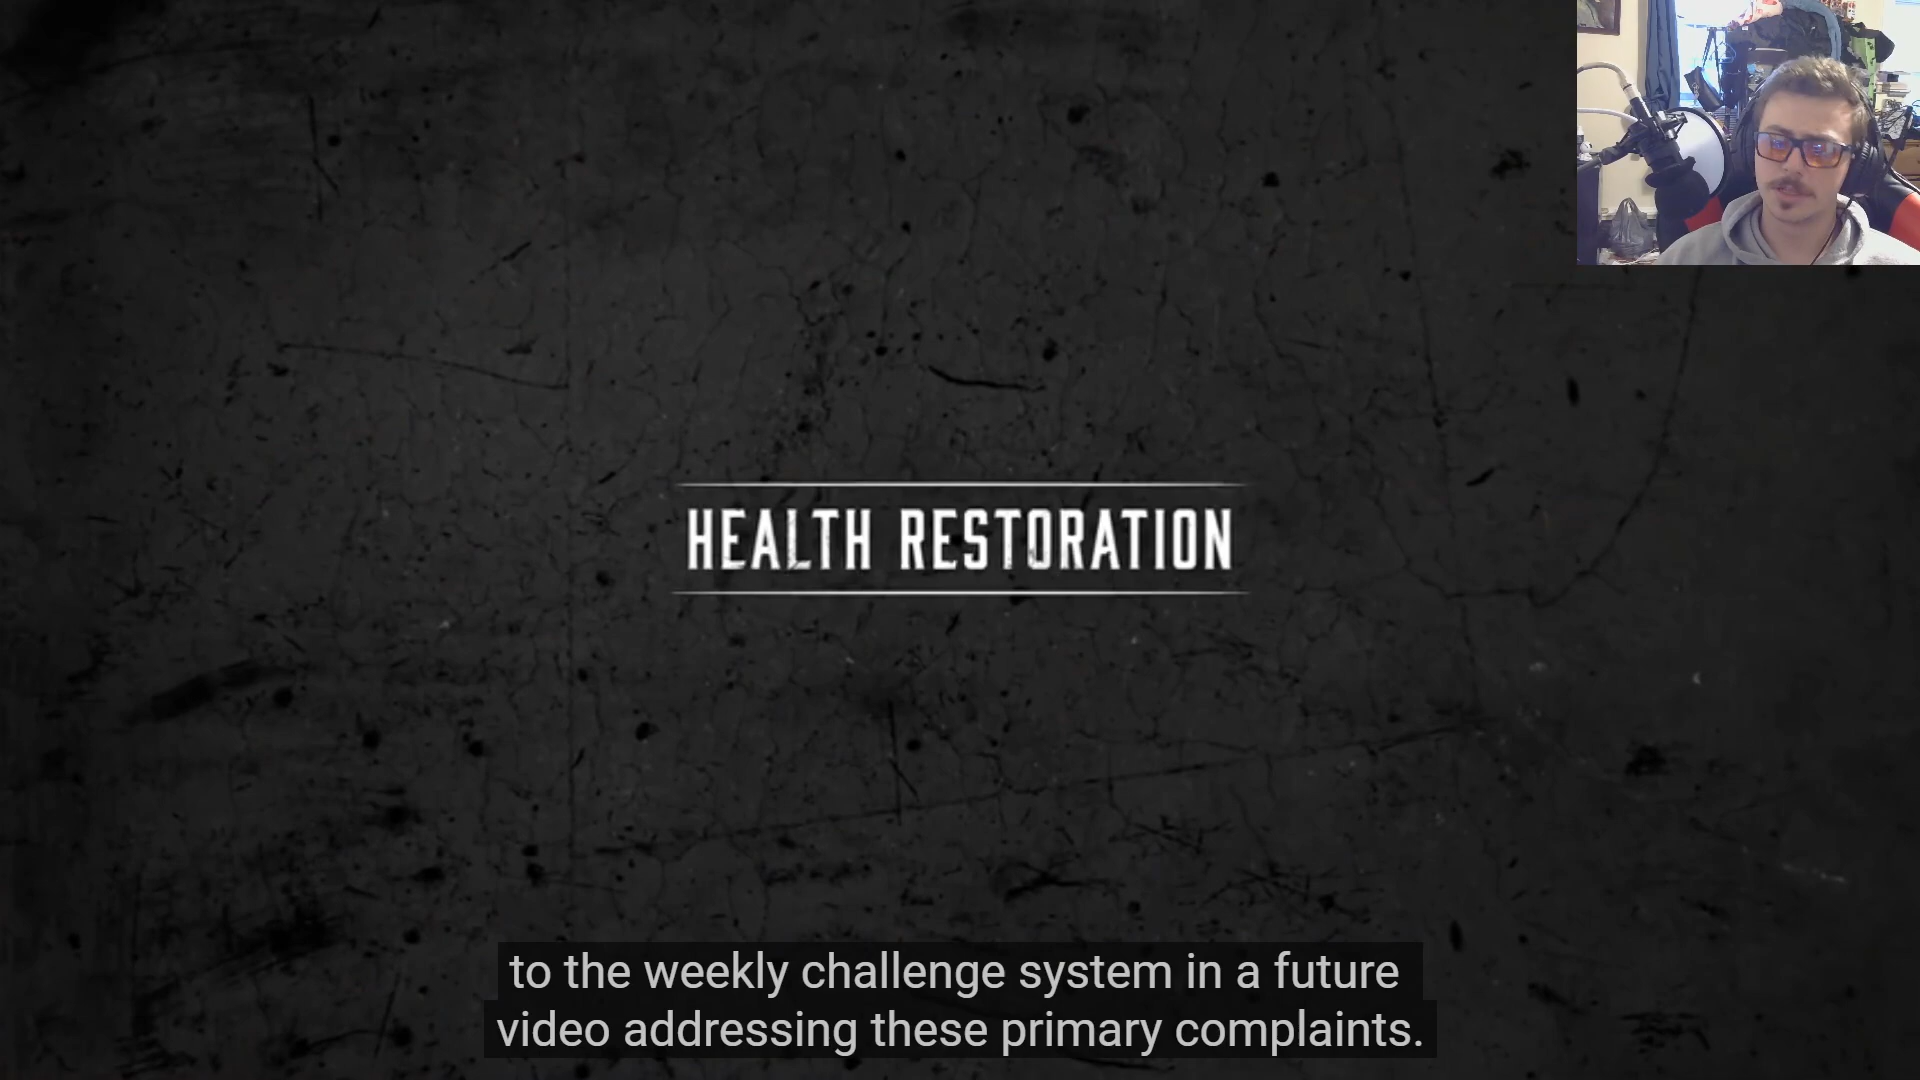 HEALTH RESTORATION
to the weekly challenge system in a future
video addressing these primary complaints.